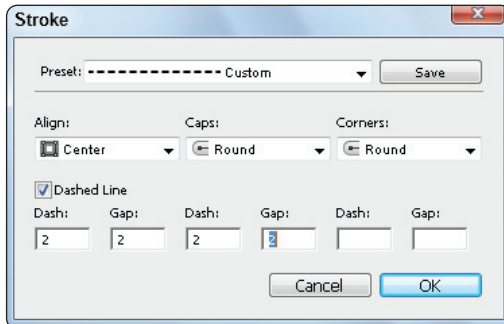 Stroke
Preset: Custom Save
Align: Caps: Corners:
Center Round Round
Dashed Line
Dash: Gap: Dash: Gap: Dash: Gap:
2 2 2 2
Cancel OK